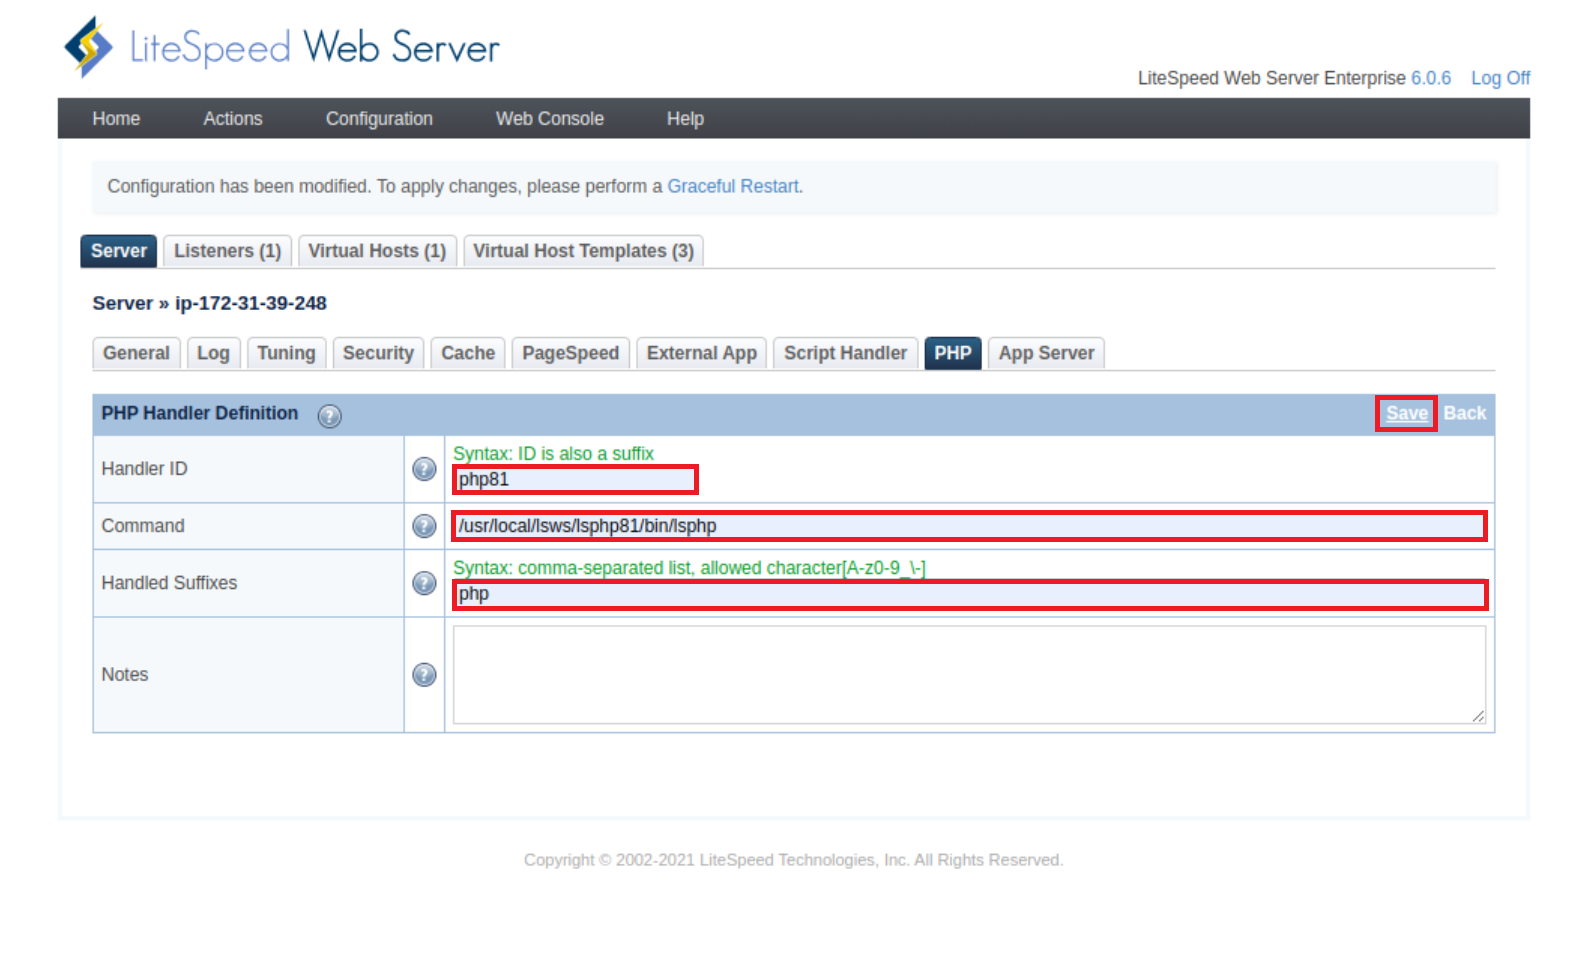 LiteSpeed Web Server
LiteSpeed Web Server Enterprise 6.0.6 Log Off
Home Actions Configuration Web Console Help
Configuration has been modified. To apply changes, please perform a Graceful Restart.
Server Listeners (1) Virtual Hosts (1) Virtual Host Templates (3)
Server » ip-172-31-39-248
General Log Tuning Security Cache PageSpeed External App Script Handler PHP App Server
PHP Handler Definition ? Save Back
Syntax: ID is also a suffix
Handler ID ? php81
Command ? /usr/local/lsws/lsphp81/bin/lsphp
Syntax: comma-separated list, allowed character[A-z0-9_\-]
Handled Suffixes ? php
Notes ?
Copyright © 2002-2021 LiteSpeed Technologies, Inc. All Rights Reserved.